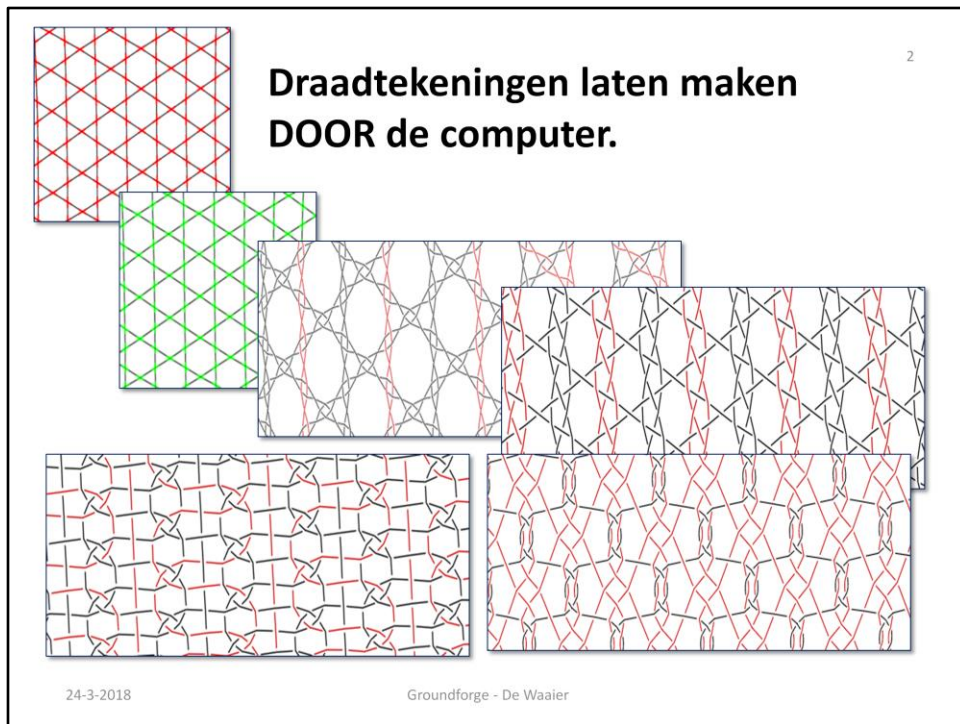 2
Draadtekeningen laten maken
DOOR de computer.
24-3-2018
Groundforge - De Waaier